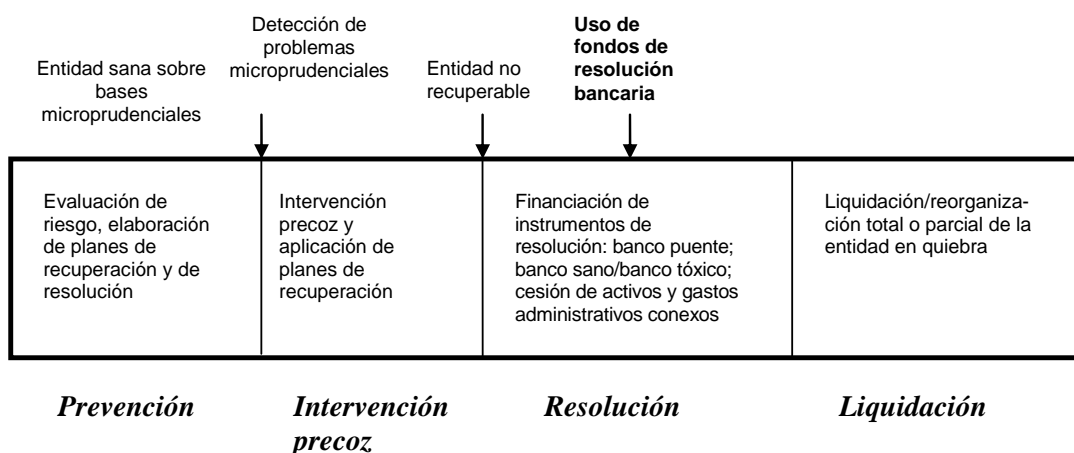 Entidad sana sobre
bases
microprudenciales
Detección de
problemas
microprudenciales
Entidad no
recuperable
Uso de
fondos de
resolución
bancaria
Evaluación de
riesgo, elaboración
de planes de
recuperación y de
resolución
Intervención
precoz y
aplicación de
planes de
recuperación
Financiación de
instrumentos de
resolución: banco puente;
banco sano/banco tóxico;
cesión de activos y gastos
administrativos conexos
Liquidación/reorganiza-
ción total o parcial de la
entidad en quiebra
Prevención
Intervención
precoz
Resolución
Liquidación